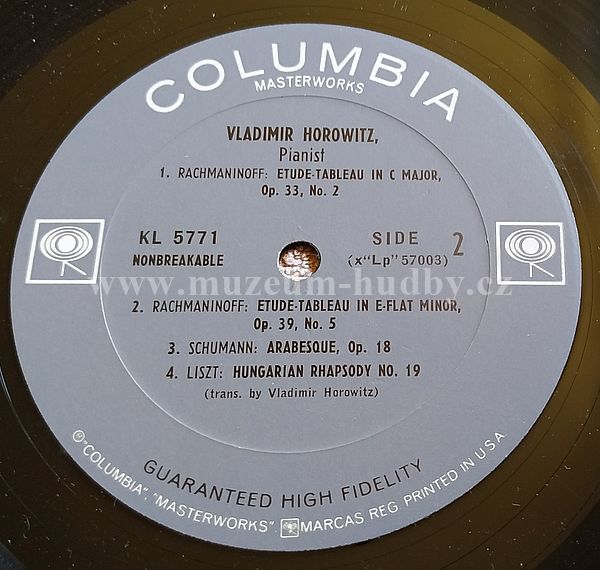 COLUMBIA
MASTERWORKS
VLADIMIR HOROWITZ,
Pianist
1. RACHMANINOFF: ETUDE-TABLEAU IN C MAJOR,
Op. 33, No. 2
KL 5771
NONBREAKABLE
SIDE 2
(x"Lp" 57003)
www.muzeum-hudby.cz
2. RACHMANINOFF: ETUDE-TABLEAU IN E-FLAT MINOR,
Op. 39, No. 5
3. SCHUMANN: ARABESQUE, Op. 18
4. LISZT: HUNGARIAN RHAPSODY NO. 19
(trans. by Vladimir Horowitz)
GUARANTEED HIGH FIDELITY
"COLUMBIA", "MASTERWORKS", MARCAS REG. PRINTED IN U S A